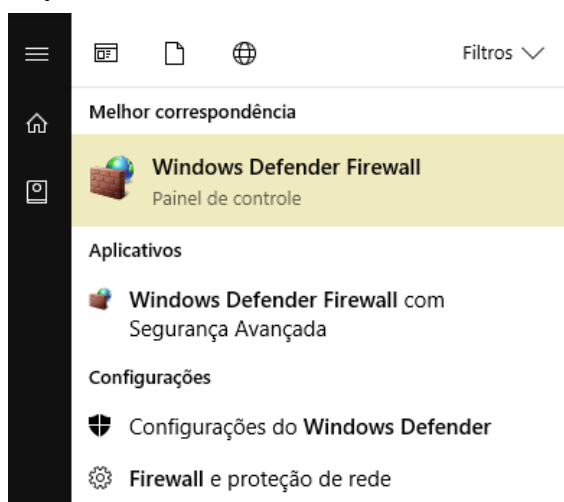 Filtros
Melhor correspondência
Windows Defender Firewall
Painel de controle
Aplicativos
Windows Defender Firewall com
Segurança Avançada
Configurações
Configurações do Windows Defender
Firewall e proteção de rede